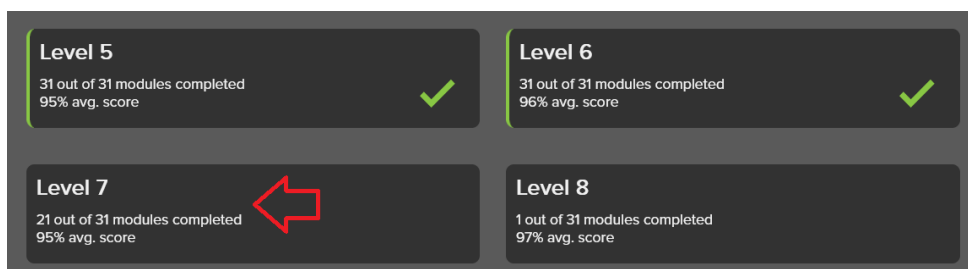 Level 5
31 out of 31 modules completed
95% avg. score
Level 6
31 out of 31 modules completed
96% avg. score
Level 7
21 out of 31 modules completed
95% avg. score
Level 8
1 out of 31 modules completed
97% avg. score